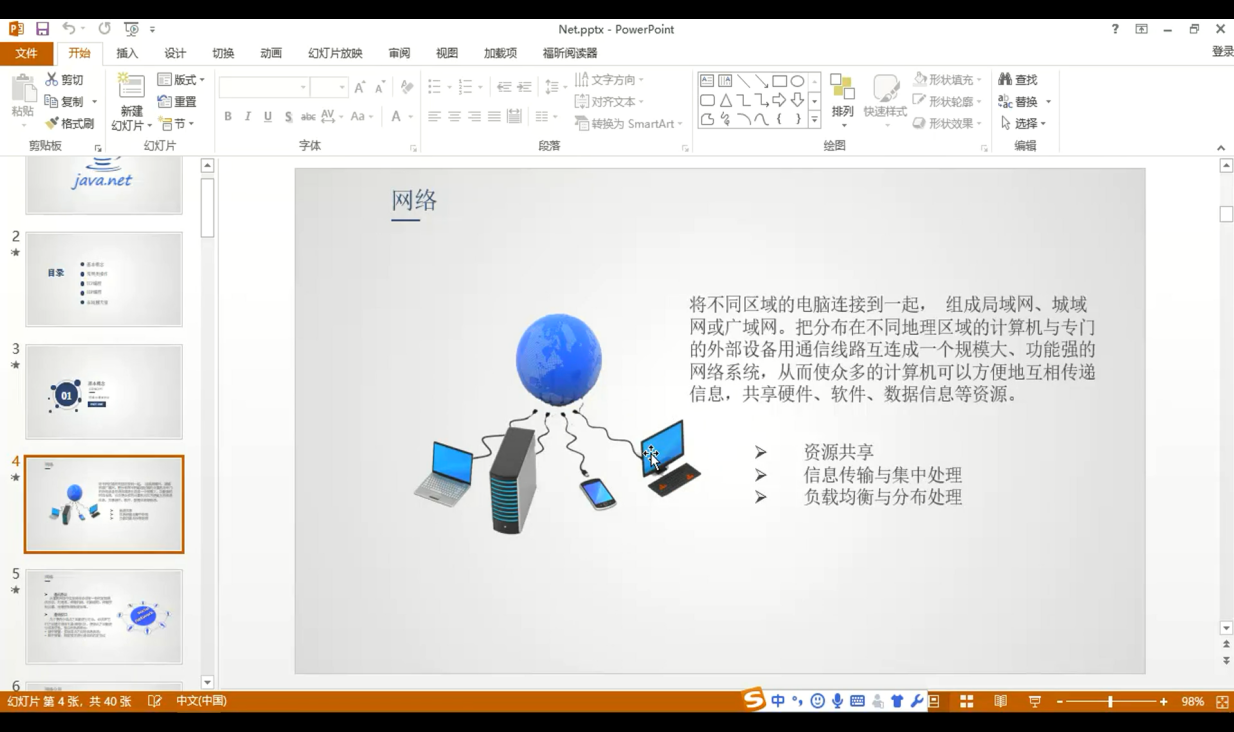 Net.pptx - PowerPoint
文件 开始 插入 设计 切换 动画 幻灯片放映 审阅 视图 加载项 福昕阅读器 登录
粘贴 剪切 复制 格式刷 剪贴板
新建 幻灯片 版式 重置 节 幻灯片
B I U S abc AV Aa A 字体
文字方向 对齐文本 转换为 SmartArt 段落
排列 快速样式 形状填充 形状轮廓 形状效果 绘图
查找 替换 选择 编辑
java.net
2
目录
3
01
4
5
6
网络
将不同区域的电脑连接到一起， 组成局域网、城域
网或广域网。把分布在不同地理区域的计算机与专门
的外部设备用通信线路互连成一个规模大、功能强的
网络系统，从而使众多的计算机可以方便地互相传递
信息，共享硬件、软件、数据信息等资源。
➢ 资源共享
➢ 信息传输与集中处理
➢ 负载均衡与分布处理
幻灯片 第 4 张，共 40 张 中文(中国) 中 98%